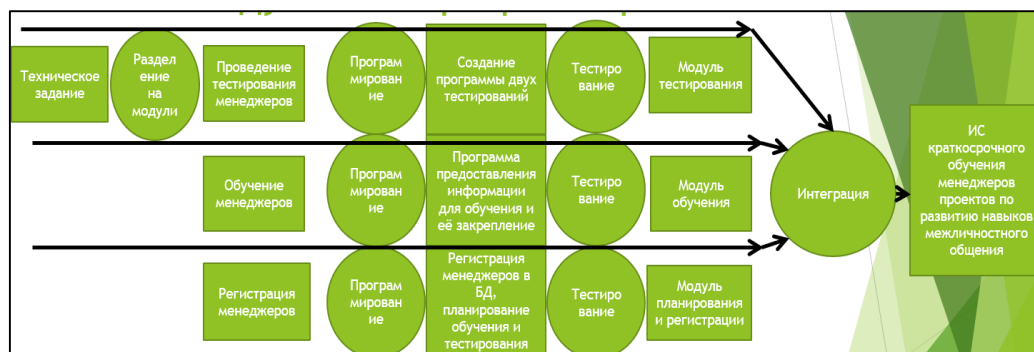 Техническое
задание
Раздел
ение
на
модули
Проведение
тестирования
менеджеров
Програм
мирован
ие
Создание
программы двух
тестирований
Тестиро
вание
Модуль
тестирования
Обучение
менеджеров
Програм
мирован
ие
Программа
предоставления
информации
для обучения и
её закрепление
Тестиро
вание
Модуль
обучения
Регистрация
менеджеров
Програм
мирован
ие
Регистрация
менеджеров в
БД,
планирование
обучения и
тестирования
Тестиро
вание
Модуль
планирования
и регистрации
Интеграция
ИС
краткосрочного
обучения
менеджеров
проектов по
развитию навыков
межличностного
общения